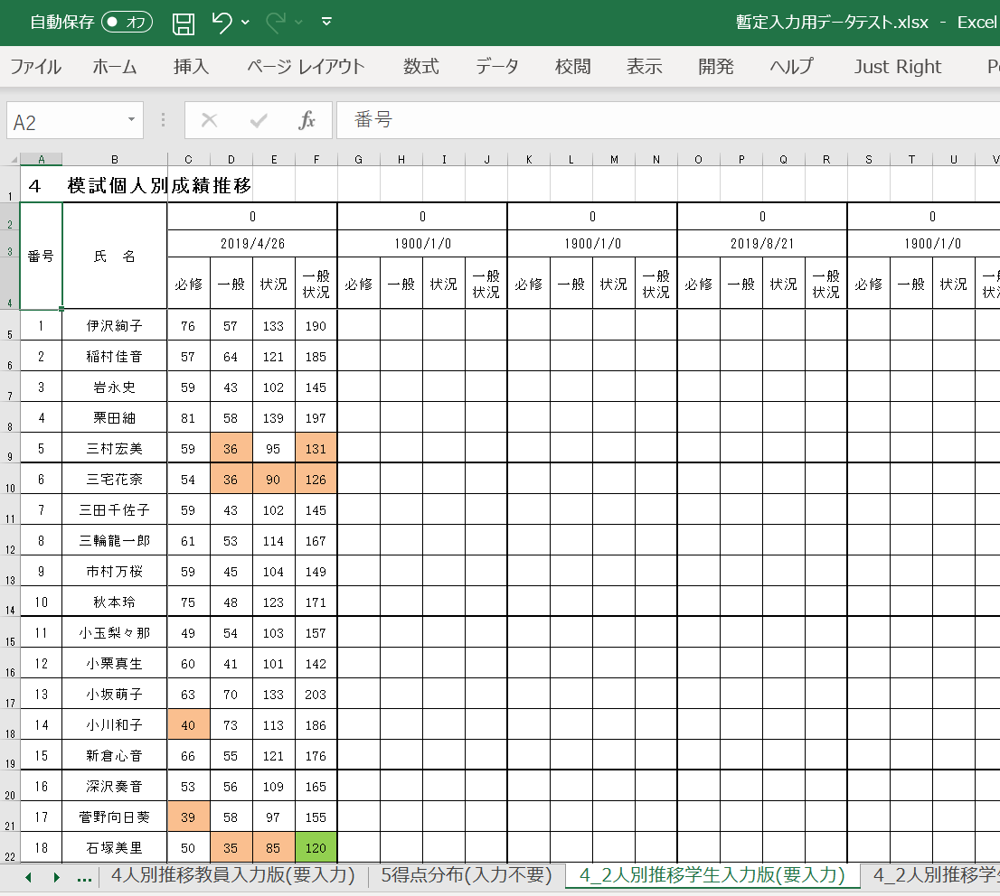 自動保存 オフ 暫定入力用データテスト.xlsx - Excel
ファイル ホーム 挿入 ページ レイアウト 数式 データ 校閲 表示 開発 ヘルプ Just Right
A2 fx 番号
A B C D E F G H I J K L M N O P Q R S T U V
1 4 模試個人別成績推移
2 番号 氏 名 0 0 0 0 0
3 2019/4/26 1900/1/0 1900/1/0 2019/8/21 1900/1/0
4 必修 一般 状況 一般状況 必修 一般 状況 一般状況 必修 一般 状況 一般状況 必修 一般 状況 一般状況 必修 一般 状況
5 1 伊沢絢子 76 57 133 190
6 2 稲村佳音 57 64 121 185
7 3 岩永史 59 43 102 145
8 4 栗田紬 81 58 139 197
9 5 三村宏美 59 36 95 131
10 6 三宅花奈 54 36 90 126
11 7 三田千佐子 59 43 102 145
12 8 三輪龍一郎 61 53 114 167
13 9 市村万桜 59 45 104 149
14 10 秋本玲 75 48 123 171
15 11 小玉梨々那 49 54 103 157
16 12 小栗真生 60 41 101 142
17 13 小坂萌子 63 70 133 203
18 14 小川和子 40 73 113 186
19 15 新倉心音 66 55 121 176
20 16 深沢奏音 53 56 109 165
21 17 菅野向日葵 39 58 97 155
22 18 石塚美里 50 35 85 120
... 4人別推移教員入力版(要入力) 5得点分布(入力不要) 4_2人別推移学生入力版(要入力) 4_2人別推移学